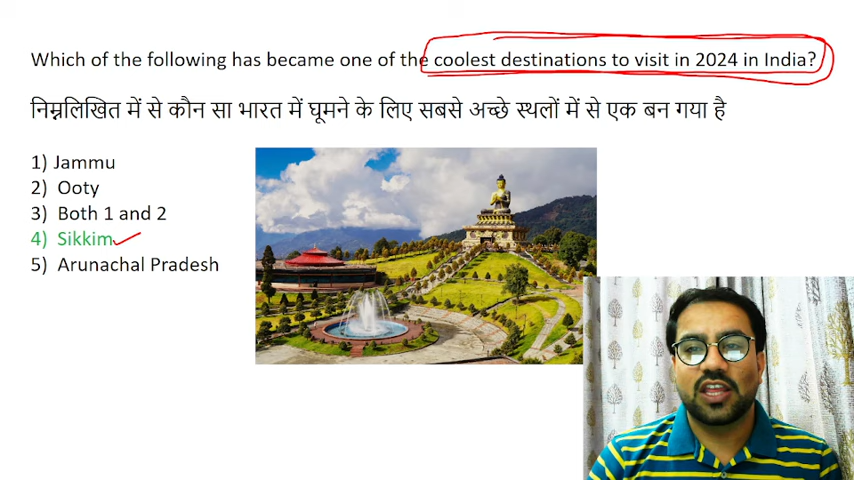 Which of the following has became one of the coolest destinations to visit in 2024 in India?
निम्नलिखित में से कौन सा भारत में घूमने के लिए सबसे अच्छे स्थलों में से एक बन गया है
1) Jammu
2) Ooty
3) Both 1 and 2
4) Sikkim
5) Arunachal Pradesh